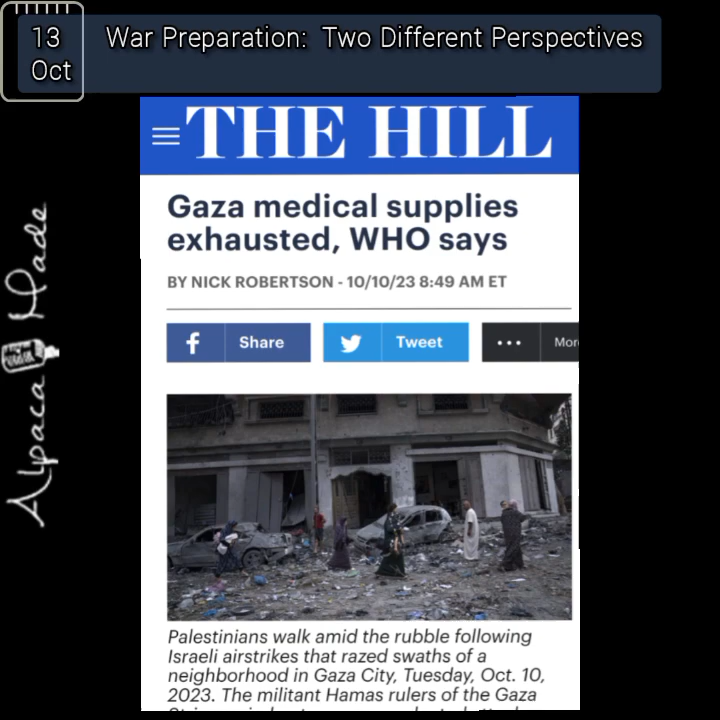 13
Oct
War Preparation: Two Different Perspectives
THE HILL
Gaza medical supplies
exhausted, WHO says
BY NICK ROBERTSON - 10/10/23 8:49 AM ET
f Share
Tweet
••• Mor
Palestinians walk amid the rubble following
Israeli airstrikes that razed swaths of a
neighborhood in Gaza City, Tuesday, Oct. 10,
2023. The militant Hamas rulers of the Gaza
Alpaca Made